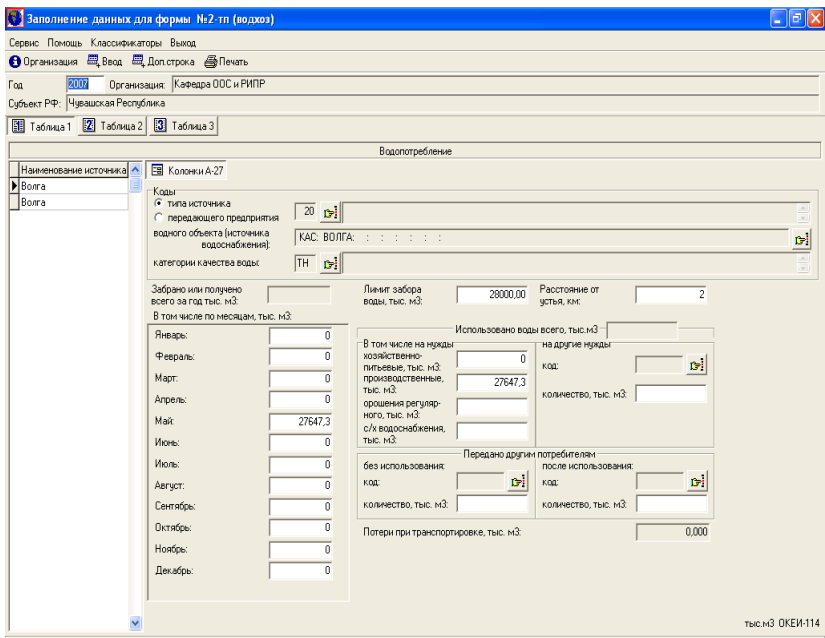 Заполнение данных для формы №2-тп (водхоз)
Сервис Помощь Классификаторы Выход
Организация Ввод Доп.строка Печать
Год 2007 Организация: Кафедра ООС и РИПР
Субъект РФ: Чувашская Республика
1 Таблица 1 2 Таблица 2 3 Таблица 3
Водопотребление
Наименование источника
Колонки А-27
Волга
Волга
Коды
типа источника
передающего предприятия
20
водного объекта (источника
водоснабжения):
КАС: ВОЛГА: : : : : : :
категории качества воды:
ТН
Забрано или получено
всего за год тыс. м3:
Лимит забора
воды, тыс. м3:
28000,00
Расстояние от
устья, км:
2
В том числе по месяцам, тыс. м3:
Январь: 0
Февраль: 0
Март: 0
Апрель: 0
Май: 27647,3
Июнь: 0
Июль: 0
Август: 0
Сентябрь: 0
Октябрь: 0
Ноябрь: 0
Декабрь: 0
Использовано воды всего, тыс.м3
В том числе на нужды
хозяйственно-
питьевые, тыс. м3:
0
производственные,
тыс. м3:
27647,3
орошения регуляр-
ного, тыс. м3:
с/х водоснабжения,
тыс. м3:
на другие нужды
код:
количество, тыс. м3:
Передано другим потребителям
без использования:
код:
количество, тыс. м3:
после использования:
код:
количество, тыс. м3:
Потери при транспортировке, тыс. м3: 0,000
тыс.м3 ОКЕИ-114